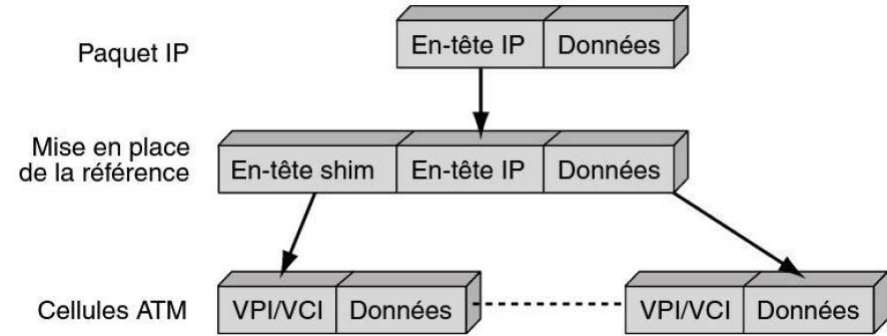 Paquet IP
En-tête IP Données
Mise en place
de la référence
En-tête shim En-tête IP Données
Cellules ATM
VPI/VCI Données VPI/VCI Données